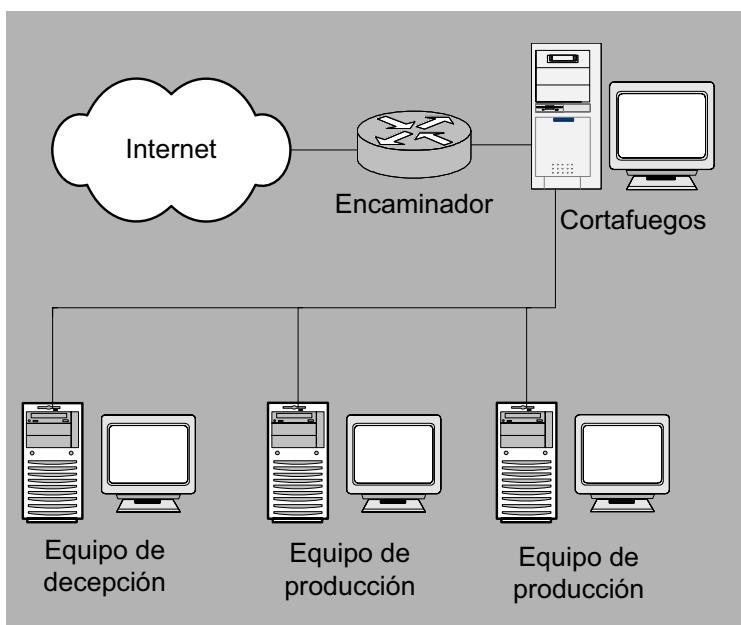 Internet
Encaminador
Cortafuegos
Equipo de
decepción
Equipo de
producción
Equipo de
producción